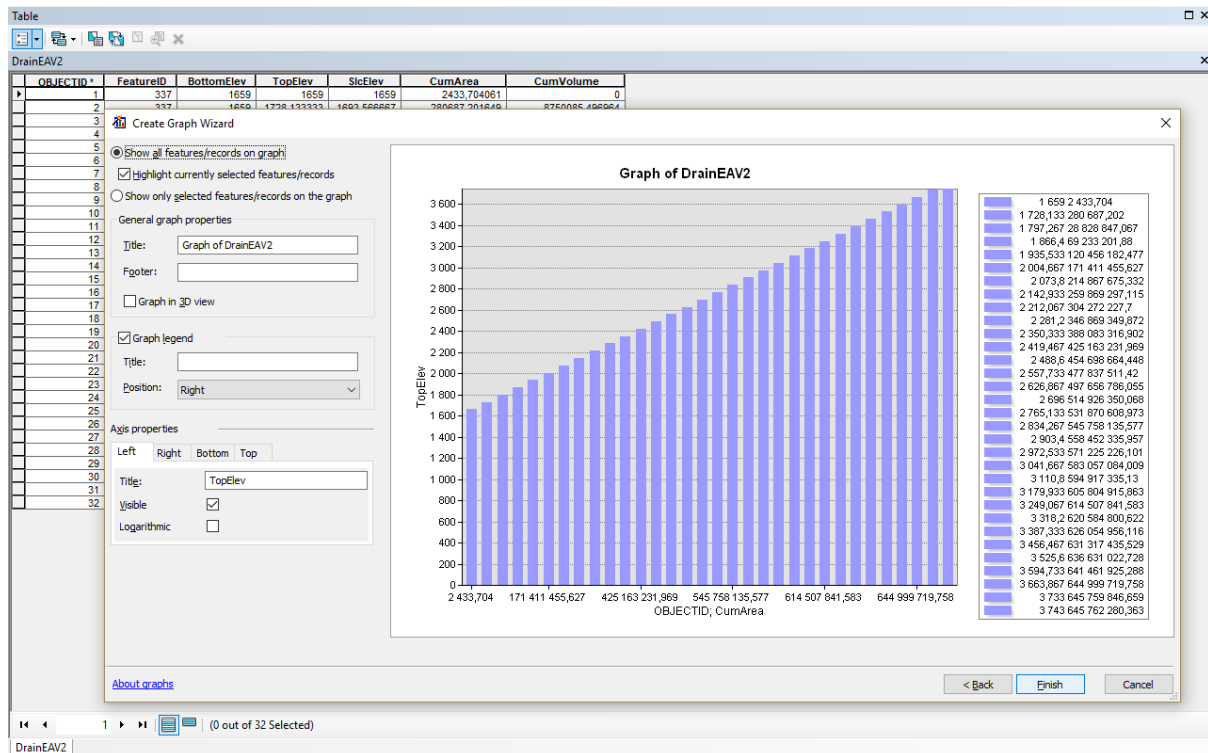 Table
DrainEAV2
OBJECTID * FeatureID BottomElev TopElev SlcElev CumArea CumVolume
1 337 1659 1659 1659 2433,704061 0
2 337 1659 1728,133333 1693,566667 280687,201649 8750085,496964
3
4
5
6
7
8
9
10
11
12
13
14
15
16
17
18
19
20
21
22
23
24
25
26
27
28
29
30
31
32
Create Graph Wizard
Show all features/records on graph
Highlight currently selected features/records
Show only selected features/records on the graph
General graph properties
Title: Graph of DrainEAV2
Footer:
Graph in 3D view
Graph legend
Title:
Position: Right
Axis properties
Left Right Bottom Top
Title: TopElev
Visible
Logarithmic
Graph of DrainEAV2
TopElev
3 600
3 400
3 200
3 000
2 800
2 600
2 400
2 200
2 000
1 800
1 600
1 400
1 200
1 000
800
600
400
200
0
2 433,704 171 411 455,627 425 163 231,969 545 758 135,577 614 507 841,583 644 999 719,758
OBJECTID; CumArea
1 659 2 433,704
1 728,133 280 687,202
1 797,267 28 828 847,067
1 866,4 69 233 201,88
1 935,533 120 456 182,477
2 004,667 171 411 455,627
2 073,8 214 867 675,332
2 142,933 259 869 297,115
2 212,067 304 272 227,7
2 281,2 346 869 349,872
2 350,333 388 083 316,902
2 419,467 425 163 231,969
2 488,6 454 698 664,448
2 557,733 477 837 511,42
2 626,867 497 656 786,055
2 696 514 926 350,068
2 765,133 531 870 608,973
2 834,267 545 758 135,577
2 903,4 558 452 335,957
2 972,533 571 225 226,101
3 041,667 583 057 084,009
3 110,8 594 917 335,13
3 179,933 605 804 915,863
3 249,067 614 507 841,583
3 318,2 620 584 800,622
3 387,333 626 054 956,116
3 456,467 631 317 435,529
3 525,6 636 631 022,728
3 594,733 641 461 925,288
3 663,867 644 999 719,758
3 733 645 759 846,659
3 743 645 762 280,363
About graphs
< Back Finish Cancel
1 (0 out of 32 Selected)
DrainEAV2